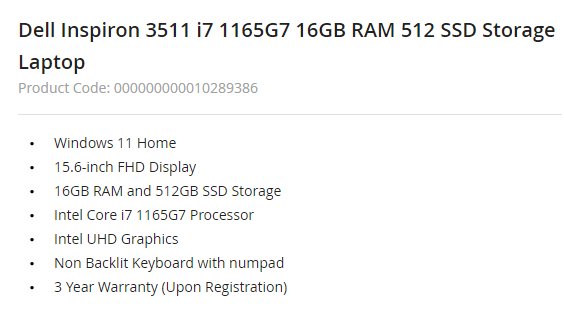 Dell Inspiron 3511 i7 1165G7 16GB RAM 512 SSD Storage
Laptop
Product Code: 000000000010289386
• Windows 11 Home
• 15.6-inch FHD Display
• 16GB RAM and 512GB SSD Storage
• Intel Core i7 1165G7 Processor
• Intel UHD Graphics
• Non Backlit Keyboard with numpad
• 3 Year Warranty (Upon Registration)